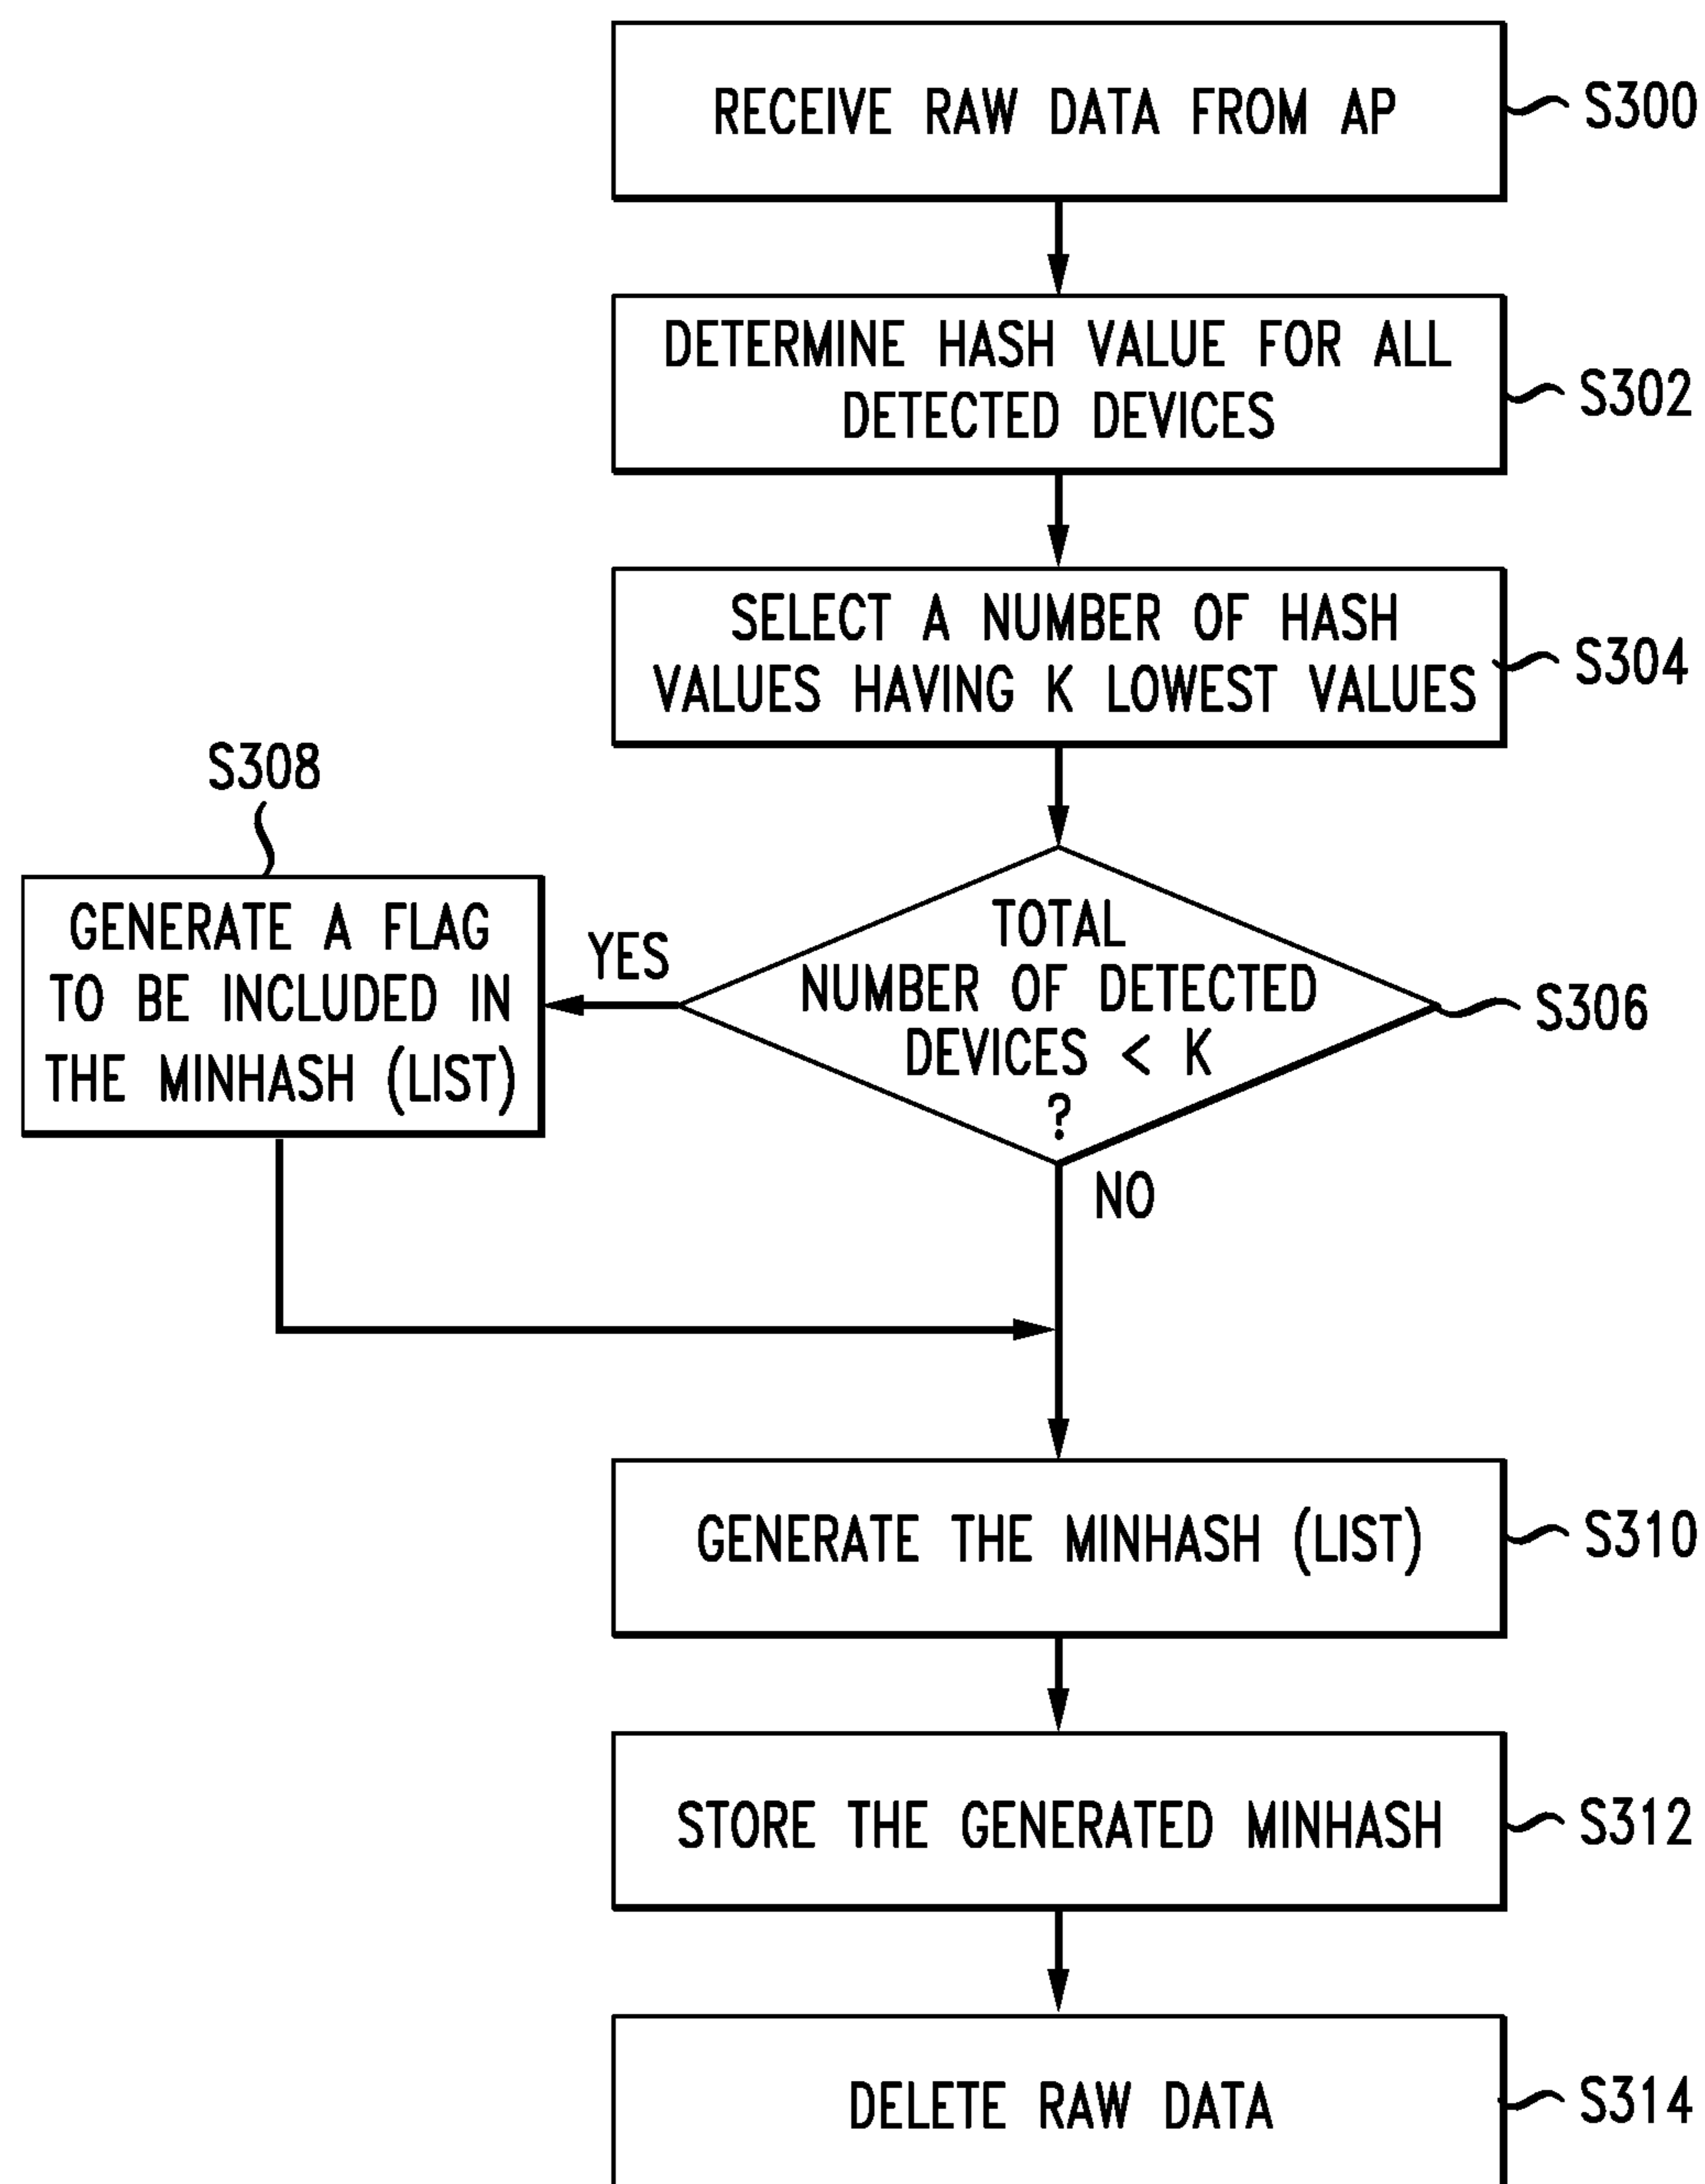 RECEIVE RAW DATA FROM AP
S300
DETERMINE HASH VALUE FOR ALL
DETECTED DEVICES
S302
SELECT A NUMBER OF HASH
VALUES HAVING K LOWEST VALUES
S304
TOTAL
NUMBER OF DETECTED
DEVICES < K
?
S306
YES
S308
GENERATE A FLAG
TO BE INCLUDED IN
THE MINHASH (LIST)
NO
GENERATE THE MINHASH (LIST)
S310
STORE THE GENERATED MINHASH
S312
DELETE RAW DATA
S314